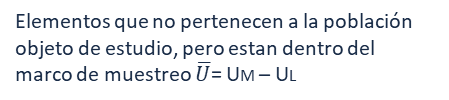 Elementos que no pertenecen a la población
objeto de estudio, pero estan dentro del
marco de muestreo U̅= UM – UL